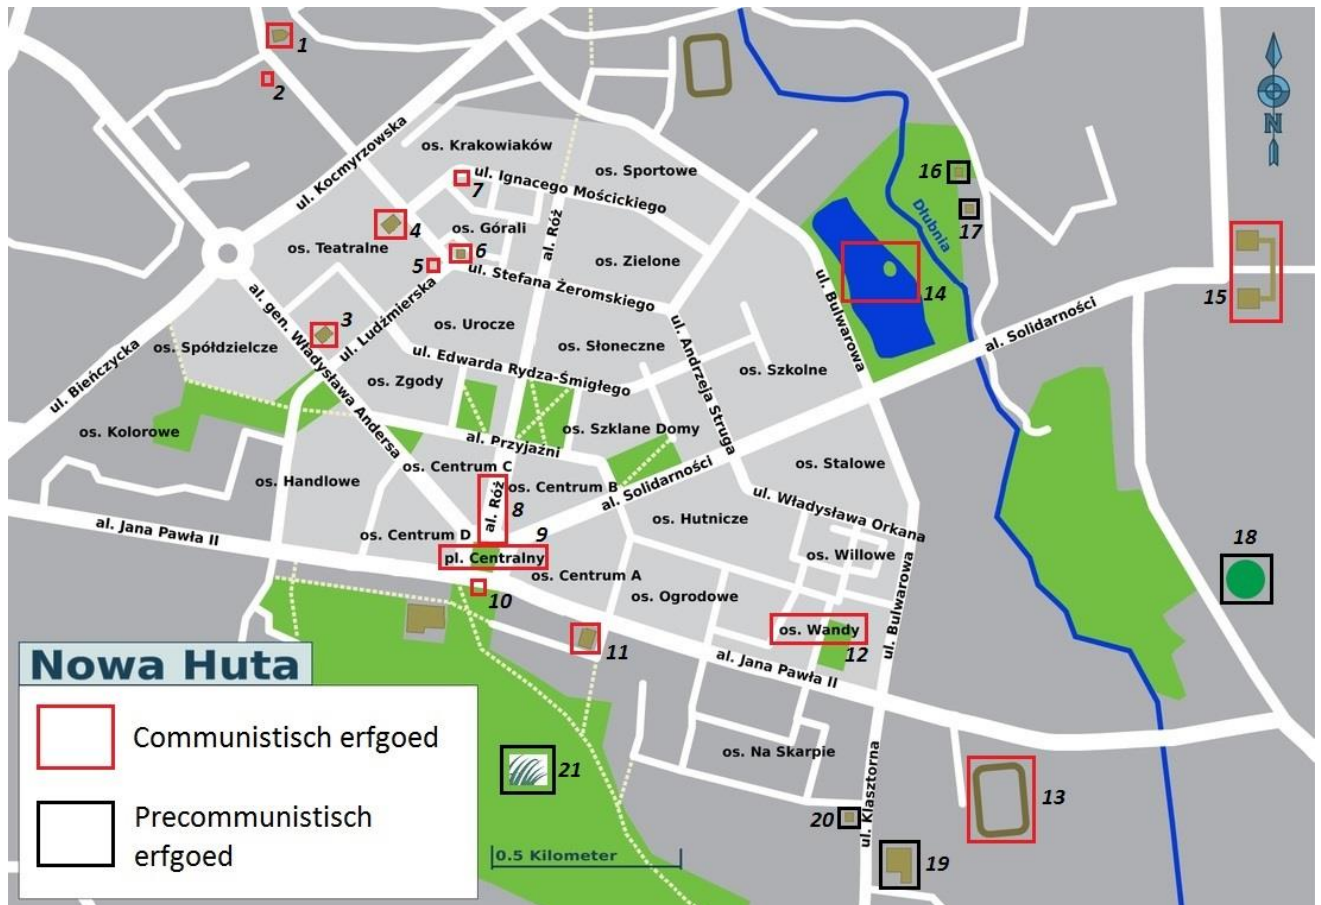 1
2
ul. Kocmyrzowska
os. Krakowiaków
7
ul. Ignacego Mościckiego
os. Sportowe
16
17
N
Dłubnia
4
os. Teatralne
os. Górali
6
5
al. Róż
os. Zielone
ul. Stefana Żeromskiego
ul. Bulwarowa
14
15
al. gen. Władysława Andersa
3
ul. Ludźmierska
os. Urocze
os. Słoneczne
al. Solidarności
os. Spółdzielcze
ul. Bieńczycka
os. Zgody
ul. Edwarda Rydza-Śmigłego
ul. Andrzeja Struga
os. Szkolne
os. Kolorowe
al. Przyjaźni
os. Szklane Domy
os. Handlowe
os. Centrum C
os. Centrum B
al. Solidarności
os. Stalowe
al. Róż
8
ul. Władysława Orkana
al. Jana Pawła II
os. Centrum D
9
os. Hutnicze
pl. Centralny
os. Willowe
18
os. Centrum A
10
os. Ogrodowe
ul. Bulwarowa
os. Wandy
12
11
al. Jana Pawła II
os. Na Skarpie
21
13
20
ul. Klasztorna
19
0.5 Kilometer
Nowa Huta
Communistisch erfgoed
Precommunistisch
erfgoed